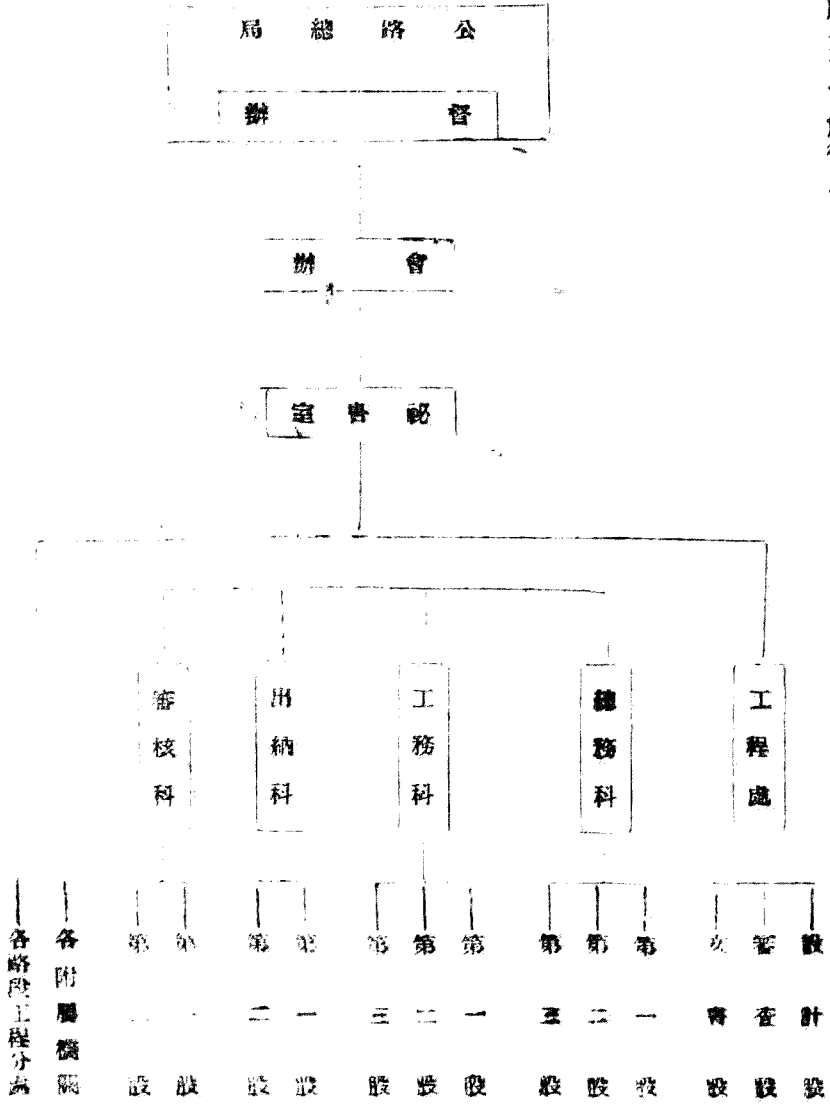 公路總局
督辦
會辦
祕書室
工程處
總務科
工務科
出納科
審核科
設計股
審查股
文書股
第一股
第二股
第三股
第一股
第二股
第三股
第一股
第二股
第一股
第二股
各附屬機關
各路段工程分處